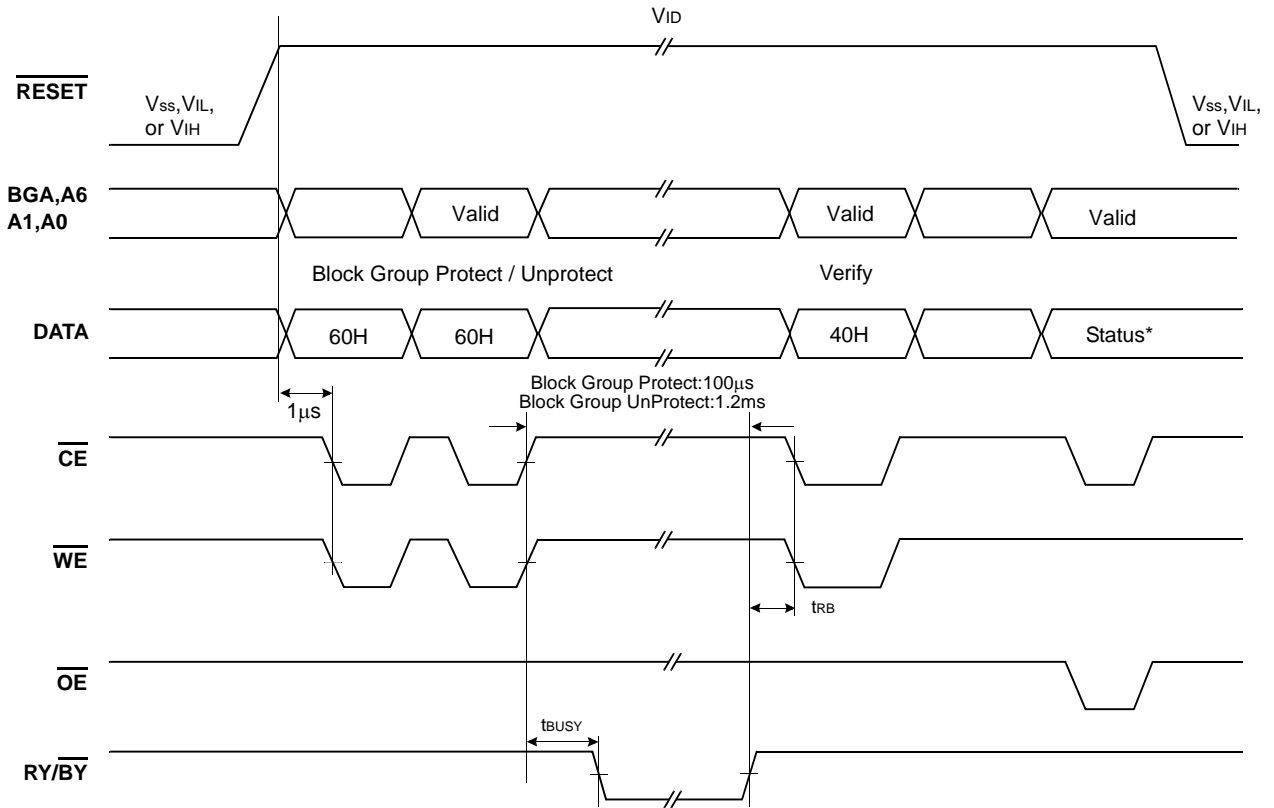 VID
RESET
Vss,VIL,
or VIH
Vss,VIL,
or VIH
BGA,A6
A1,A0
Valid
Valid
Valid
Block Group Protect / Unprotect
Verify
DATA
60H
60H
40H
Status*
1μs
Block Group Protect:100μs
Block Group UnProtect:1.2ms
CE
WE
tRB
OE
tBUSY
RY/BY